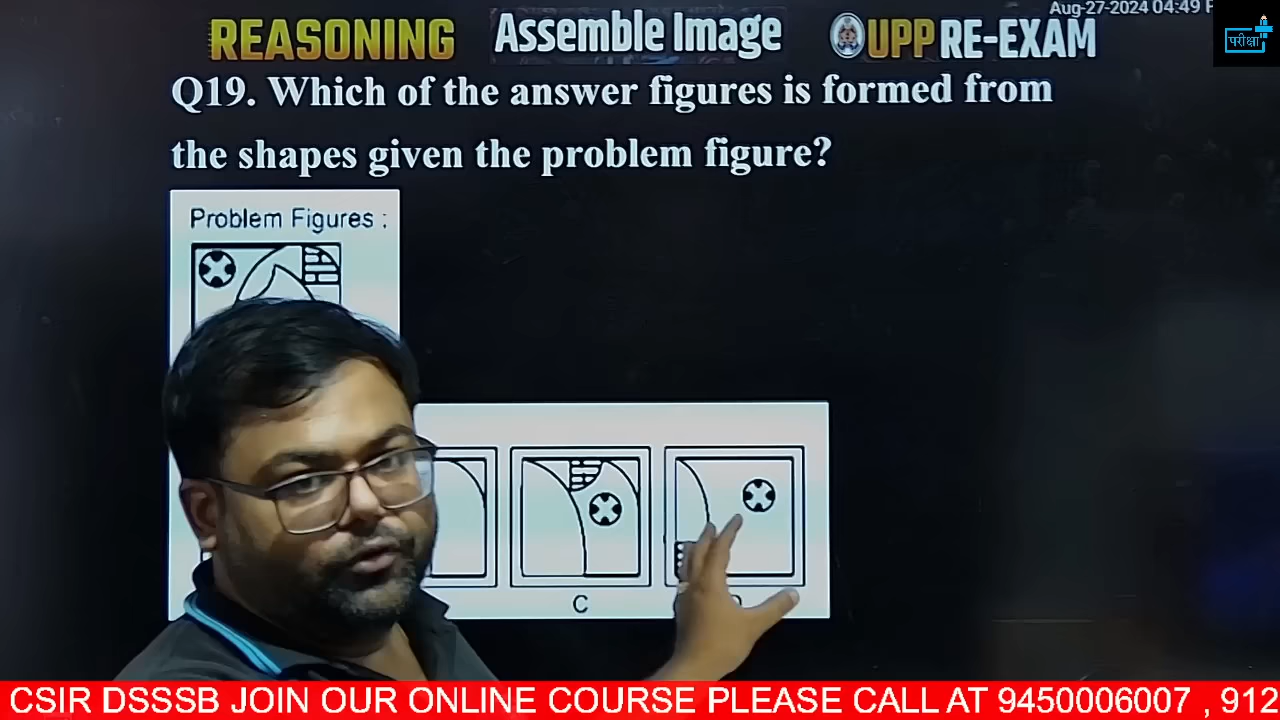 REASONING Assemble Image UPP RE-EXAM
Aug-27-2024 04:49
परीक्षा
Q19. Which of the answer figures is formed from
the shapes given the problem figure?
Problem Figures :
C
CSIR DSSSB JOIN OUR ONLINE COURSE PLEASE CALL AT 9450006007 , 912